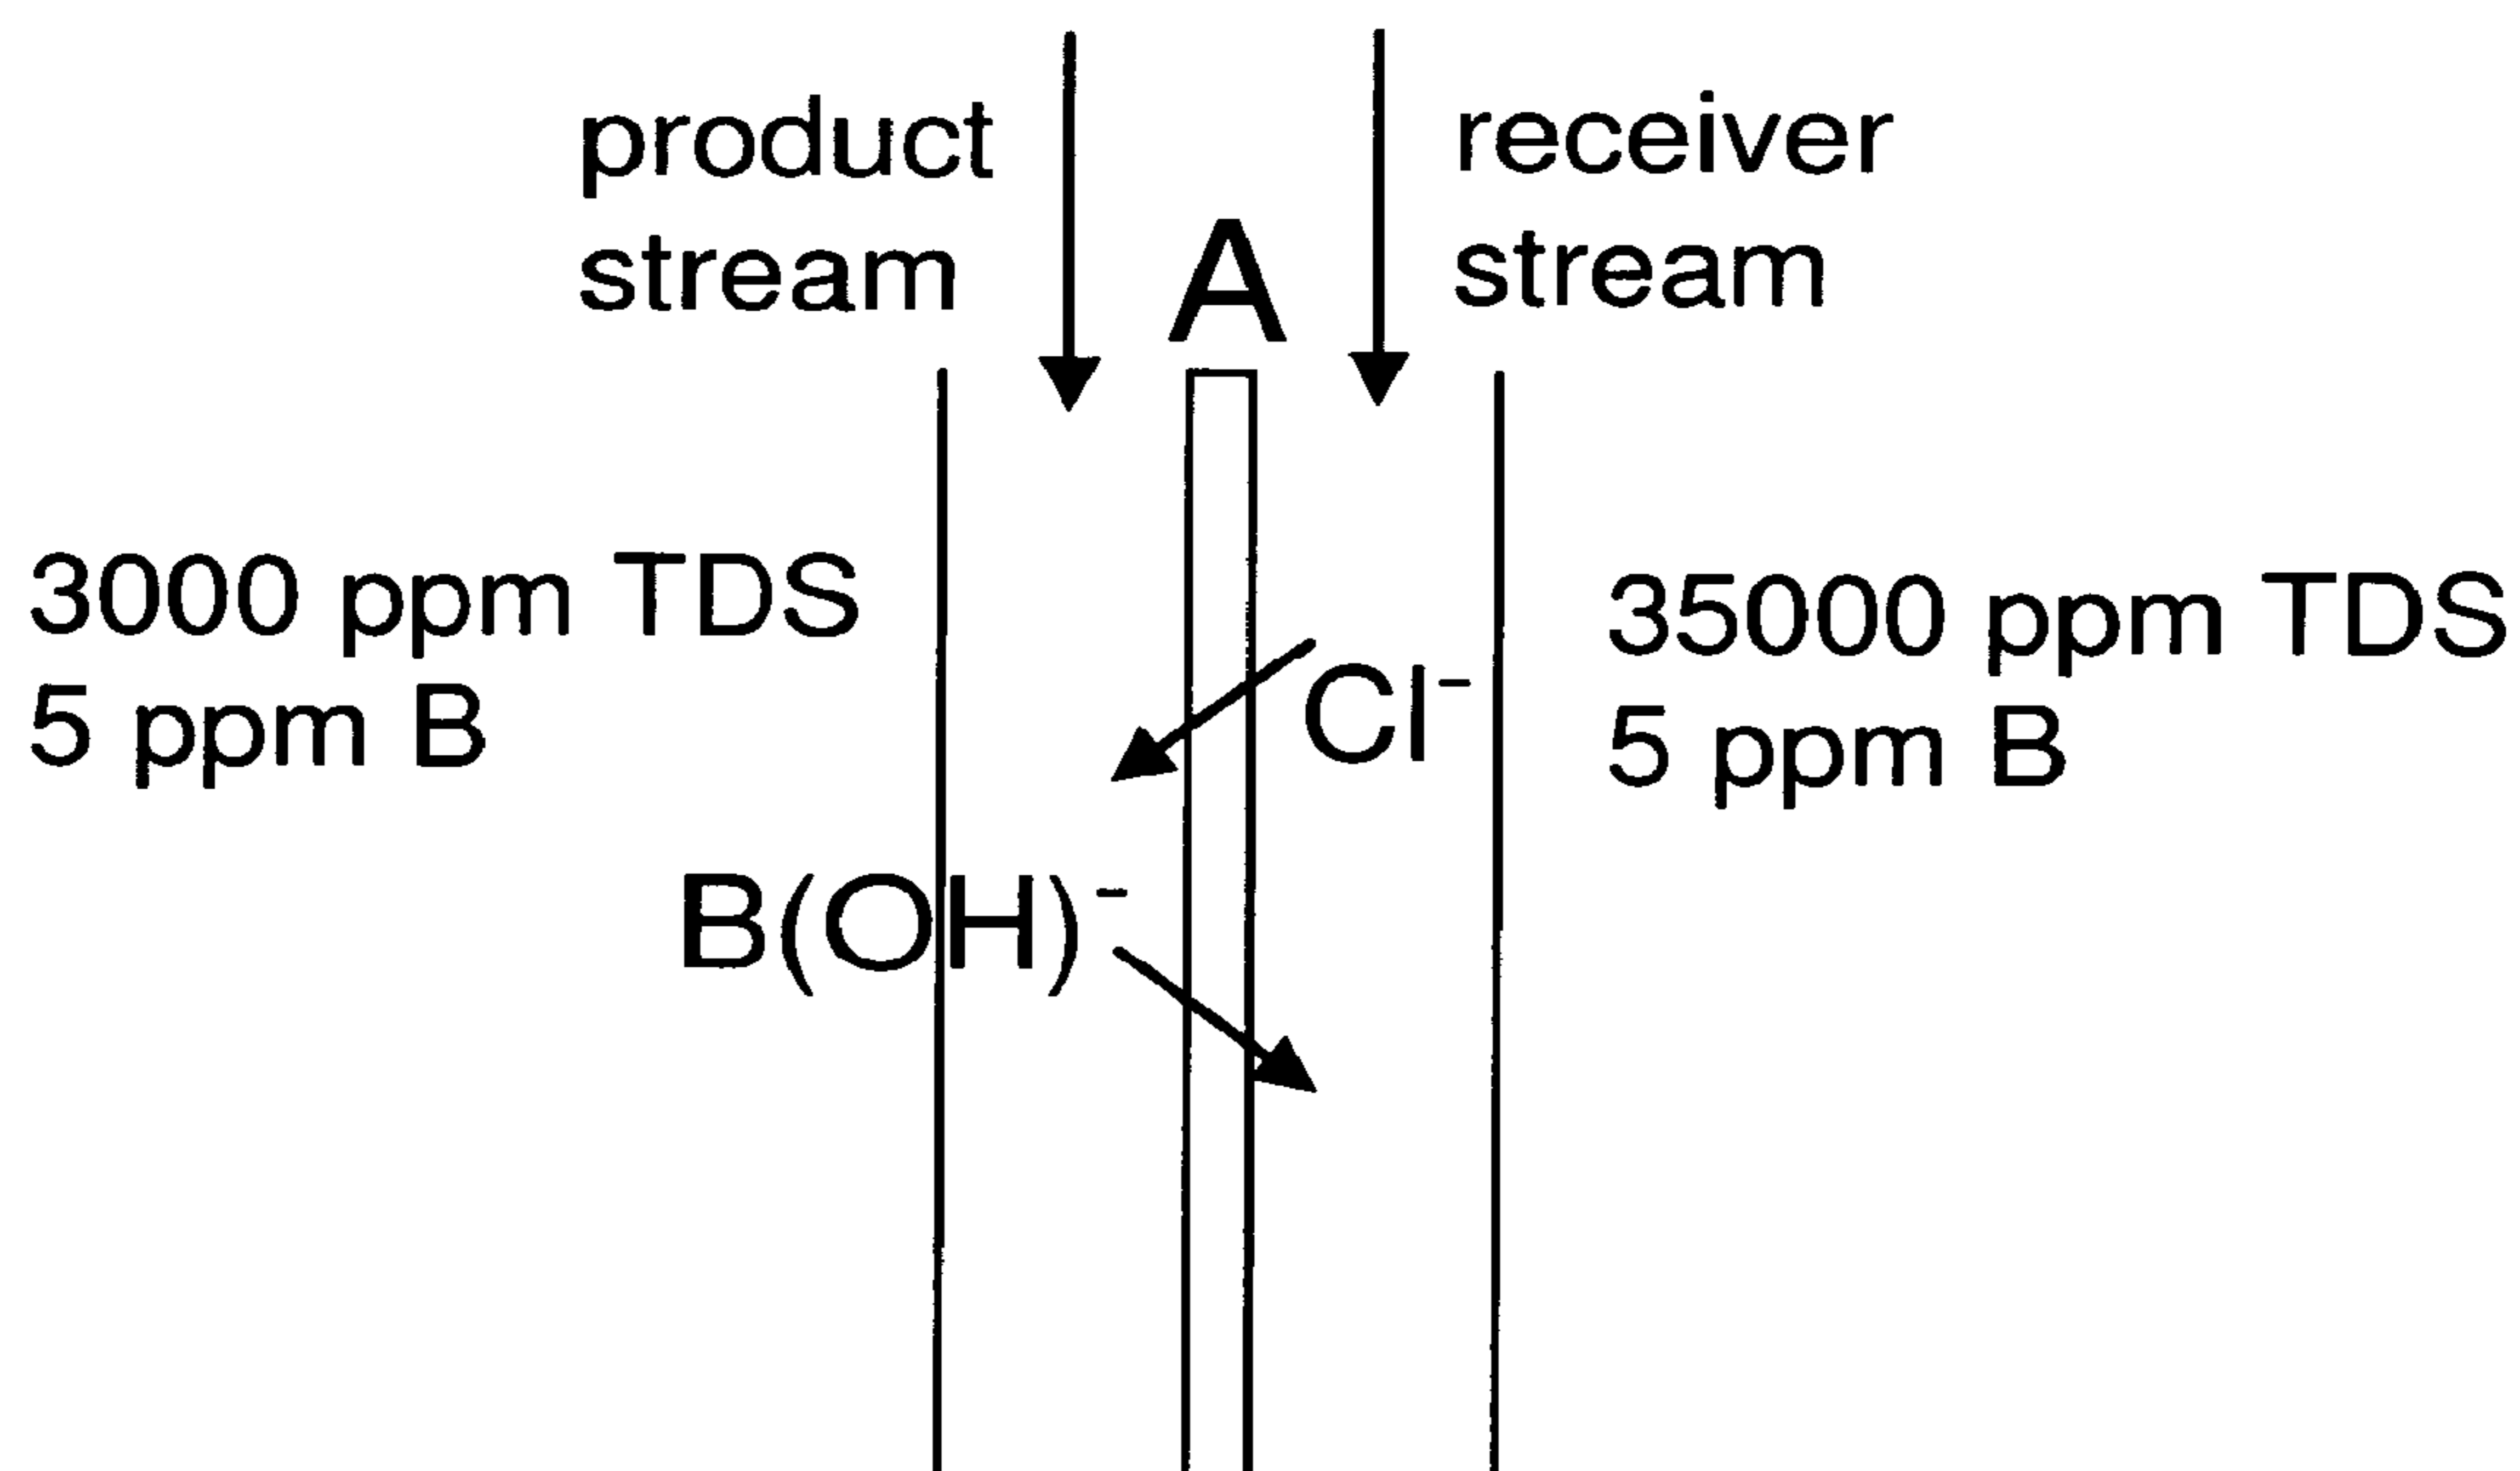 product
stream
A
receiver
stream
3000 ppm TDS
5 ppm B
35000 ppm TDS
5 ppm B
Cl⁻
B(OH)⁻